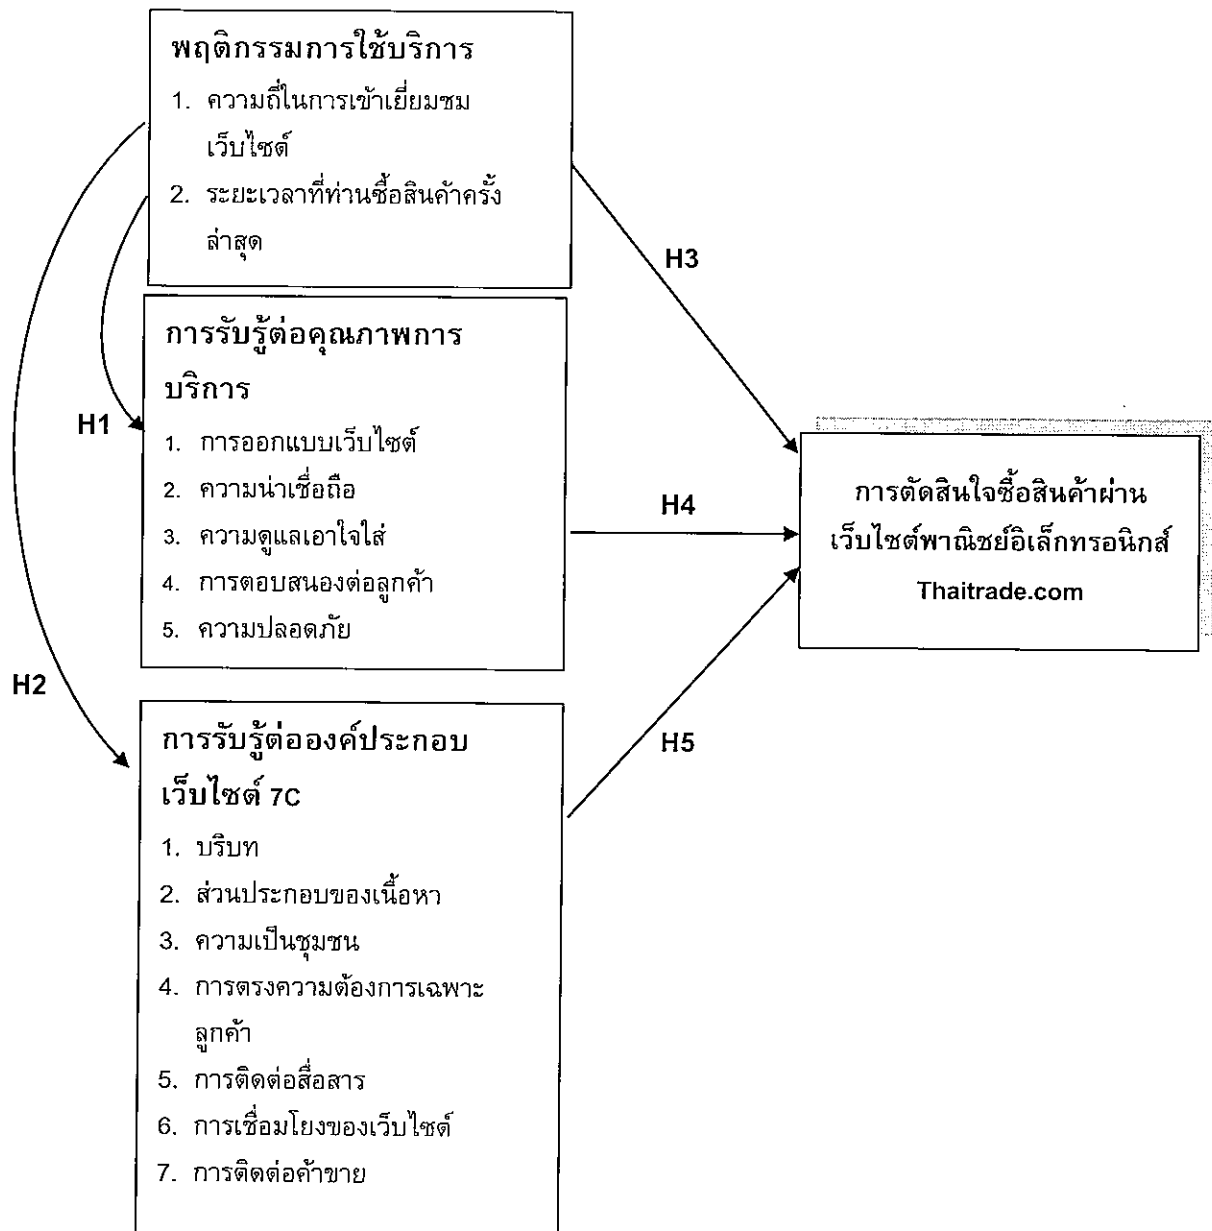 พฤติกรรมการใช้บริการ
1. ความถี่ในการเข้าเยี่ยมชม
เว็บไซต์
2. ระยะเวลาที่ท่านซื้อสินค้าครั้ง
ล่าสุด
H3
การรับรู้ต่อคุณภาพการ
บริการ
1. การออกแบบเว็บไซต์
2. ความน่าเชื่อถือ
3. ความดูแลเอาใจใส่
4. การตอบสนองต่อลูกค้า
5. ความปลอดภัย
H1
H4
การตัดสินใจซื้อสินค้าผ่าน
เว็บไซต์พาณิชย์อิเล็กทรอนิกส์
Thaitrade.com
H2
H5
การรับรู้ต่อองค์ประกอบ
เว็บไซต์ 7C
1. บริบท
2. ส่วนประกอบของเนื้อหา
3. ความเป็นชุมชน
4. การตรงความต้องการเฉพาะ
ลูกค้า
5. การติดต่อสื่อสาร
6. การเชื่อมโยงของเว็บไซต์
7. การติดต่อค้าขาย